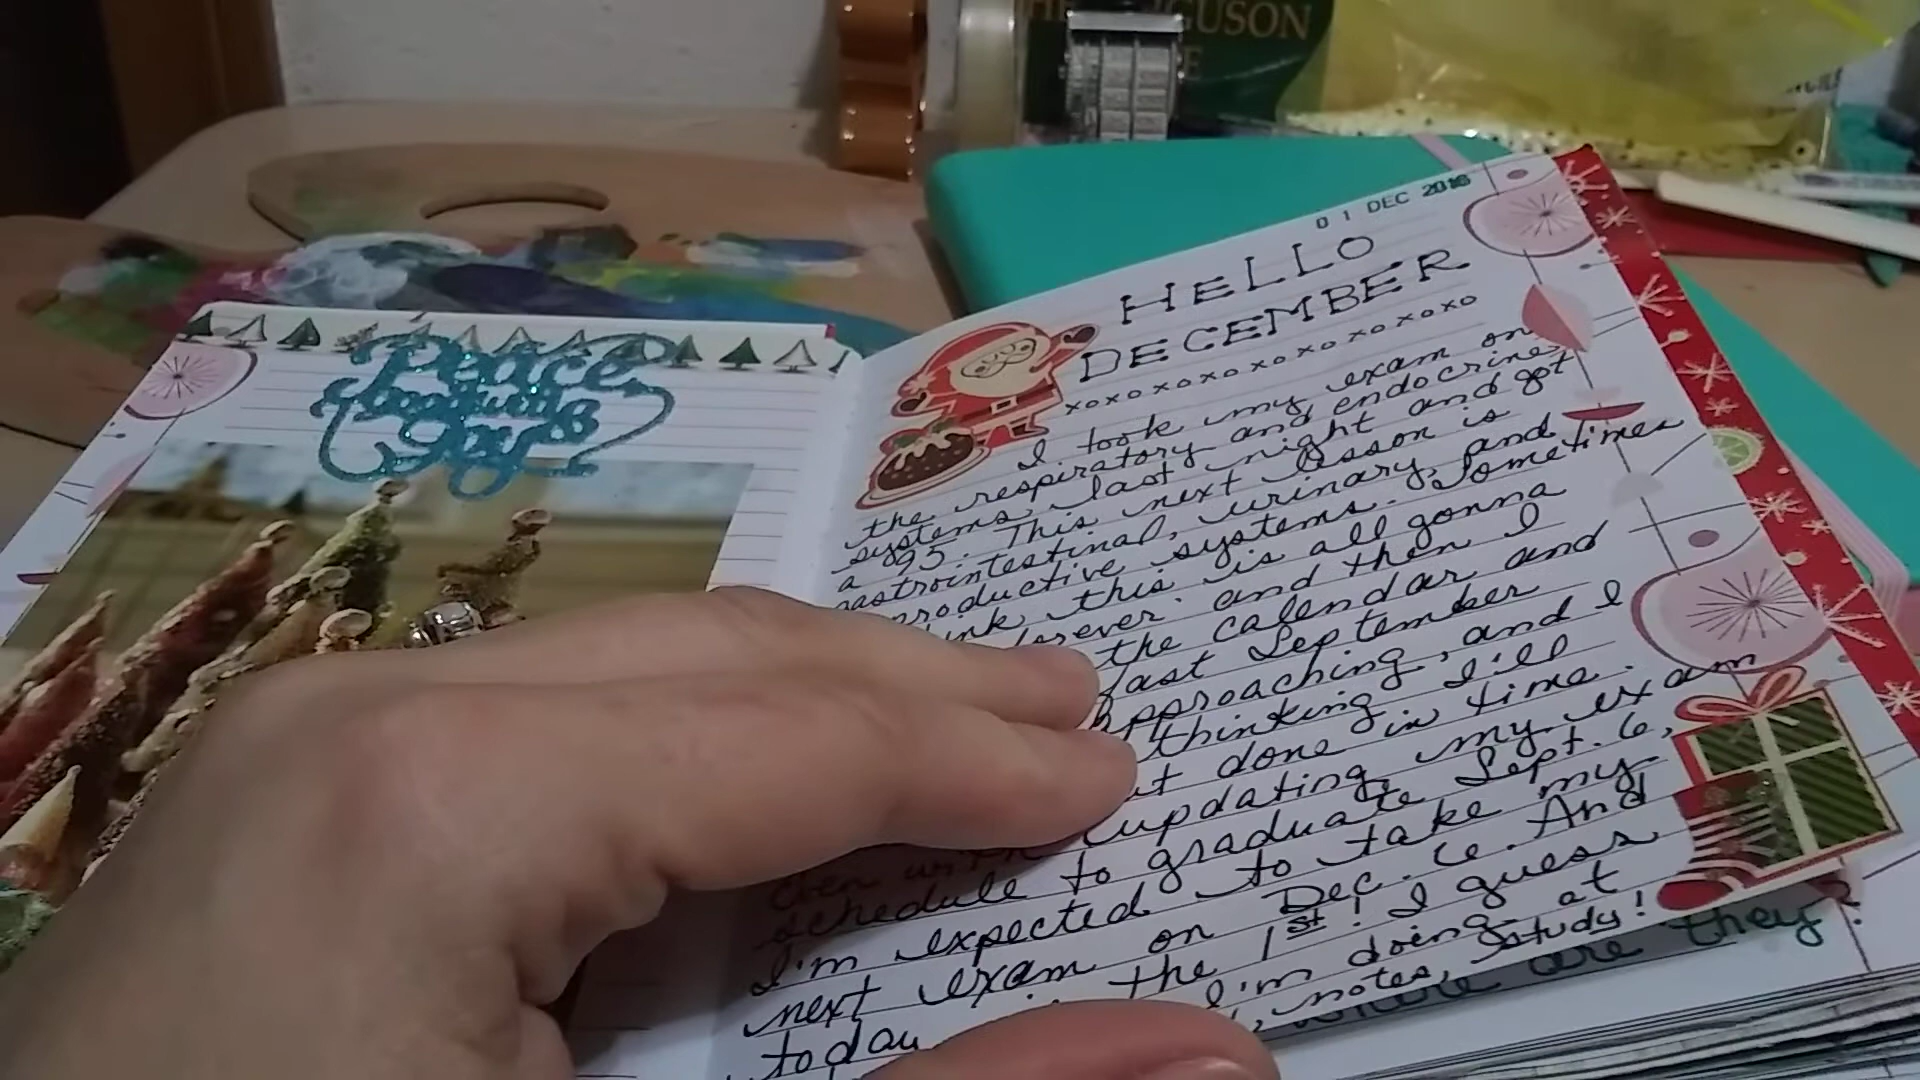 GUSON
E
01 DEC 2018
Peace
Joy
HELLO
DECEMBER
xoxoxoxoxoxoxoxoxo
I took my exam on
the respiratory and endocrine
systems last night and got
a 95. This next lesson is
gastrointestinal, urinary, and
reproductive systems. Sometimes
this is all gonna
forever and then I
the calendar and
last September
approaching, and I
thinking I'll
done in time.
updating my exam
schedule to graduate Sept. 6,
I'm expected to take my
next exam on Dec. 6. And
today the 1st! I guess
I'm doing at
notes, study!
are they?